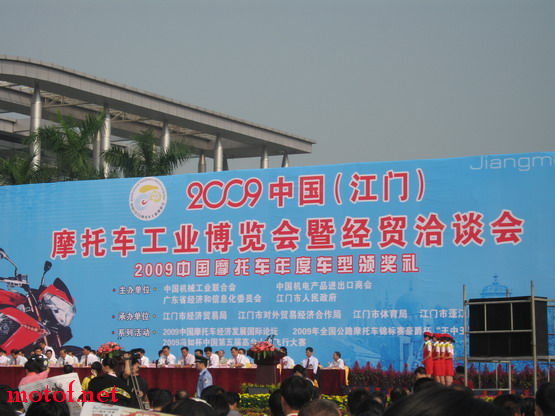 motof.net
Jiangm
2009中国(江门)
摩托车工业博览会暨经贸洽谈会
2009中国摩托车年度车型颁奖礼
主办单位: 中国机械工业联合会 中国机电产品进出口商会
广东省经济和信息化委员会 江门市人民政府
承办单位: 江门市经济贸易局 江门市对外贸易经济合作局 江门市体育局 江门市蓬江
系列活动: 2009中国摩托车经济发展国际论坛 2009年全国公路摩托车锦标赛
motof.net